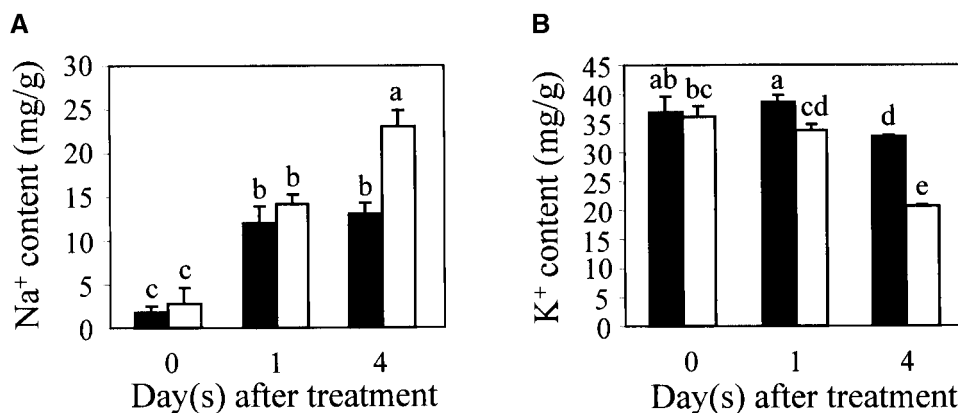 A
Na⁺ content (mg/g)
30
25
20
15
10
5
0
c c b b b a
0 1 4
Day(s) after treatment
B
K⁺ content (mg/g)
45
40
35
30
25
20
15
10
5
0
ab bc a cd d e
0 1 4
Day(s) after treatment